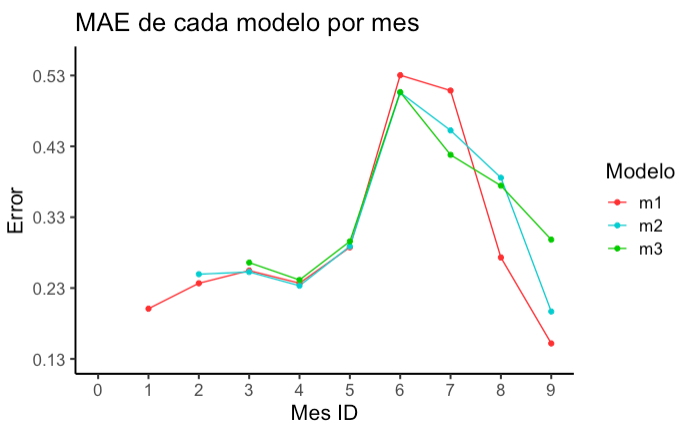 MAE de cada modelo por mes
Error
0.53
0.43
0.33
0.23
0.13
0 1 2 3 4 5 6 7 8 9
Mes ID
Modelo
m1
m2
m3